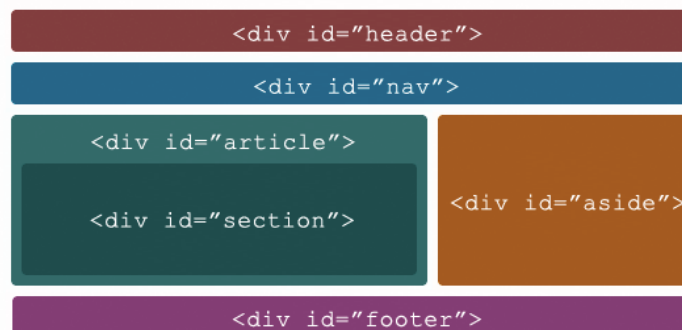 <div id=”header”>
<div id=”nav”>
<div id=”article”>
<div id=”section”>
<div id=”aside”>
<div id=”footer”>